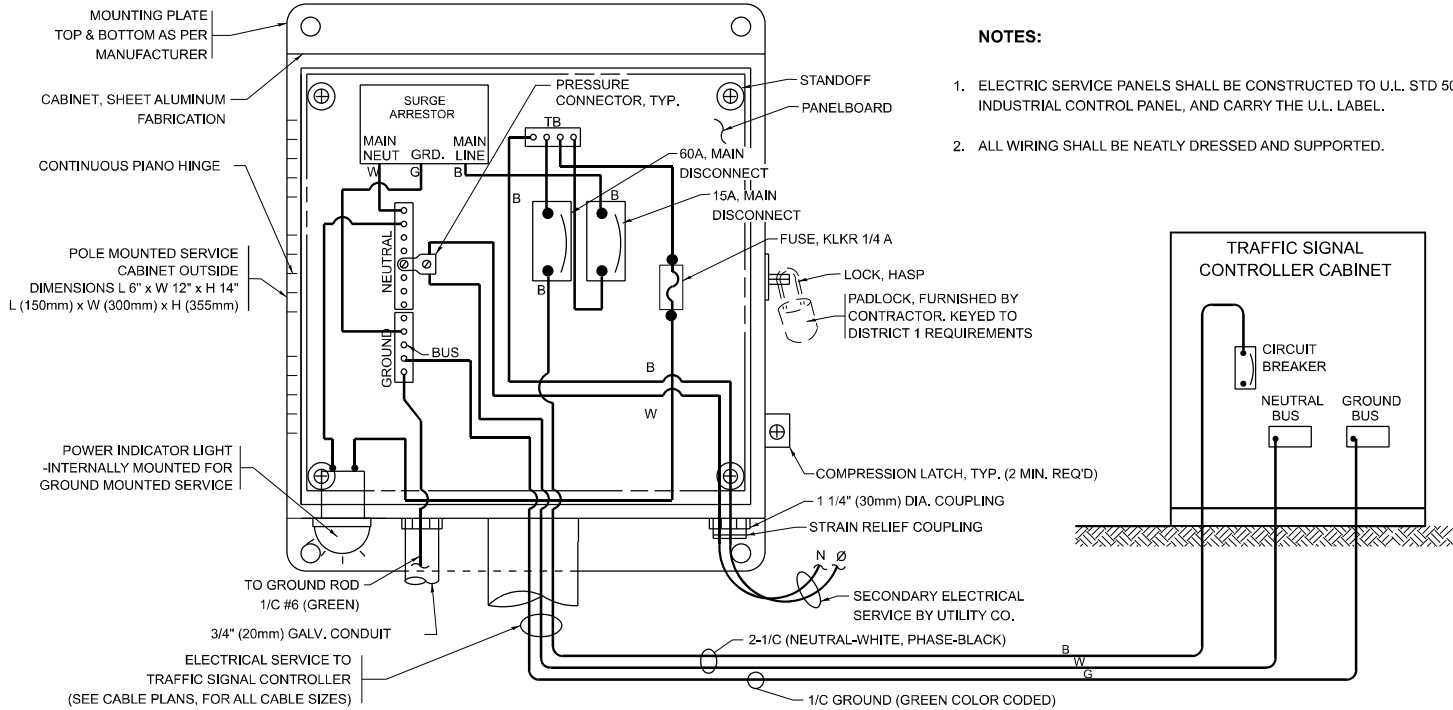 MOUNTING PLATE
TOP & BOTTOM AS PER
MANUFACTURER
CABINET, SHEET ALUMINUM
FABRICATION
CONTINUOUS PIANO HINGE
POLE MOUNTED SERVICE
CABINET OUTSIDE
DIMENSIONS L 6" x W 12" x H 14"
L (150mm) x W (300mm) x H (355mm)
POWER INDICATOR LIGHT
-INTERNALLY MOUNTED FOR
GROUND MOUNTED SERVICE
TO GROUND ROD
1/C #6 (GREEN)
3/4" (20mm) GALV. CONDUIT
ELECTRICAL SERVICE TO
TRAFFIC SIGNAL CONTROLLER
(SEE CABLE PLANS, FOR ALL CABLE SIZES)
SURGE
ARRESTOR
MAIN
NEUT
GRD.
MAIN
LINE
W
G
B
PRESSURE
CONNECTOR, TYP.
TB
B
B
B
NEUTRAL
GROUND
BUS
B
W
STANDOFF
PANELBOARD
60A, MAIN
DISCONNECT
15A, MAIN
DISCONNECT
FUSE, KLKR 1/4 A
LOCK, HASP
PADLOCK, FURNISHED BY
CONTRACTOR. KEYED TO
DISTRICT 1 REQUIREMENTS
COMPRESSION LATCH, TYP. (2 MIN. REQ'D)
1 1/4" (30mm) DIA. COUPLING
STRAIN RELIEF COUPLING
N Ø
SECONDARY ELECTRICAL
SERVICE BY UTILITY CO.
2-1/C (NEUTRAL-WHITE, PHASE-BLACK)
B
W
G
1/C GROUND (GREEN COLOR CODED)
NOTES:
1. ELECTRIC SERVICE PANELS SHALL BE CONSTRUCTED TO U.L. STD
INDUSTRIAL CONTROL PANEL, AND CARRY THE U.L. LABEL.
2. ALL WIRING SHALL BE NEATLY DRESSED AND SUPPORTED.
TRAFFIC SIGNAL
CONTROLLER CABINET
CIRCUIT
BREAKER
NEUTRAL
BUS
GROUND
BUS